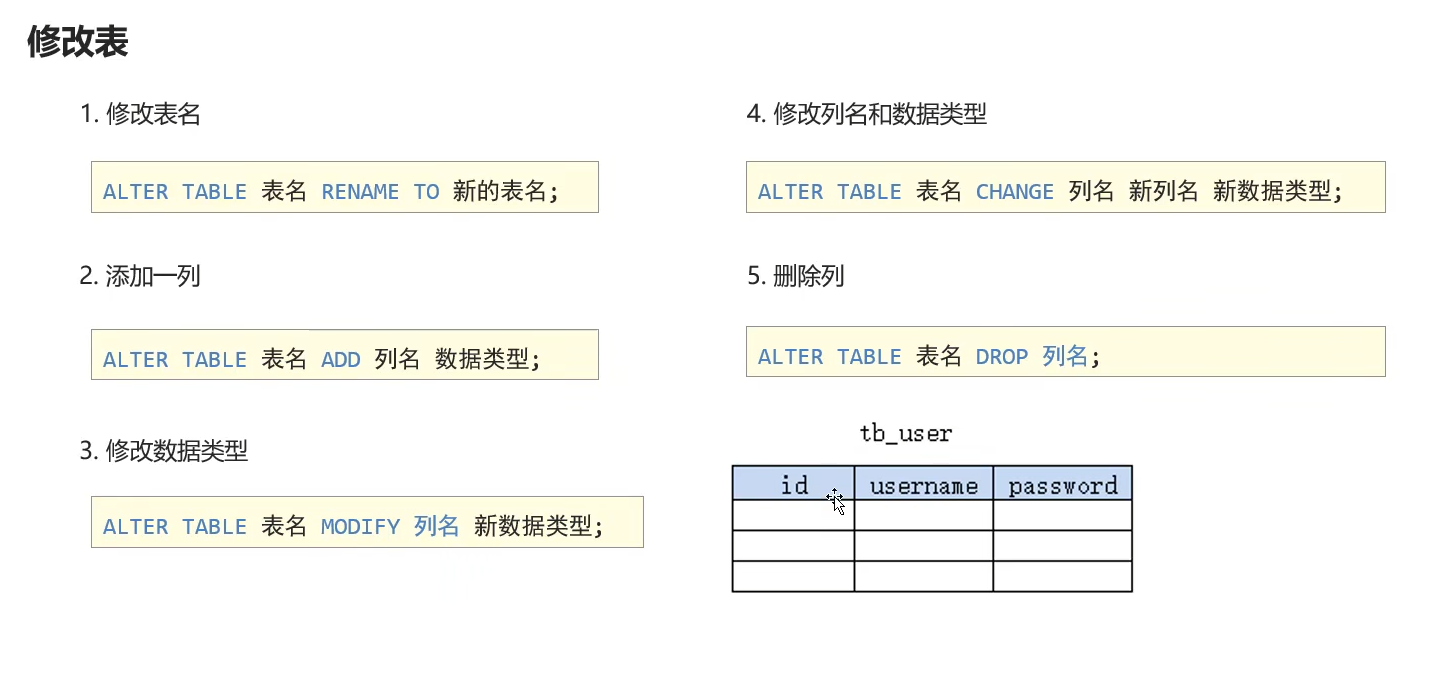 修改表
1. 修改表名
ALTER TABLE 表名 RENAME TO 新的表名;
2. 添加一列
ALTER TABLE 表名 ADD 列名 数据类型;
3. 修改数据类型
ALTER TABLE 表名 MODIFY 列名 新数据类型;
4. 修改列名和数据类型
ALTER TABLE 表名 CHANGE 列名 新列名 新数据类型;
5. 删除列
ALTER TABLE 表名 DROP 列名;
tb_user
id username password